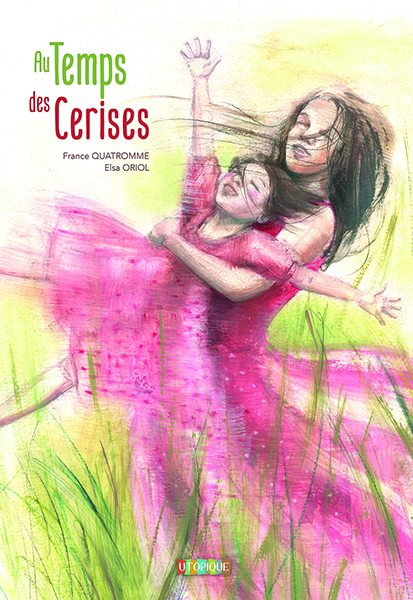 Au Temps
des Cerises
France QUATROMME
Elsa ORIOL
UTOPIQUE